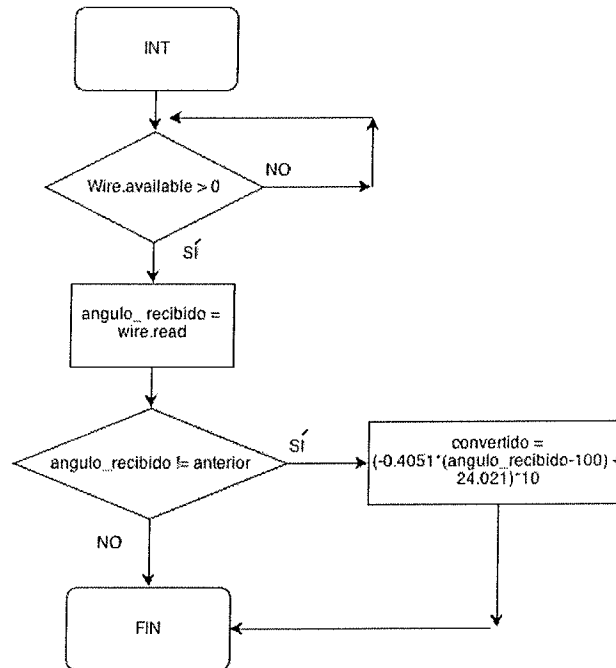 INT
Wire.available > 0
NO
SÍ
angulo_ recibido =
wire.read
angulo_recibido != anterior
SÍ
convertido =
(-0.4051*(angulo_recibido-100)
24.021)*10
NO
FIN